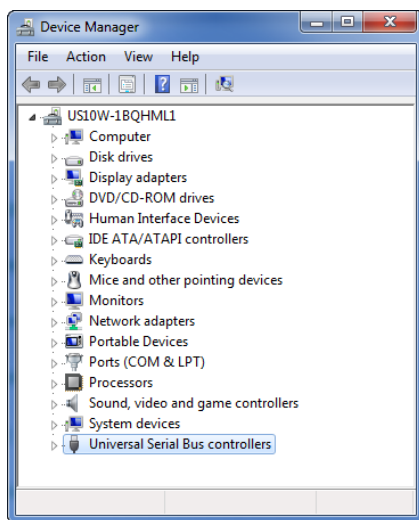 Device Manager
File Action View Help
US10W-1BQHML1
Computer
Disk drives
Display adapters
DVD/CD-ROM drives
Human Interface Devices
IDE ATA/ATAPI controllers
Keyboards
Mice and other pointing devices
Monitors
Network adapters
Portable Devices
Ports (COM & LPT)
Processors
Sound, video and game controllers
System devices
Universal Serial Bus controllers